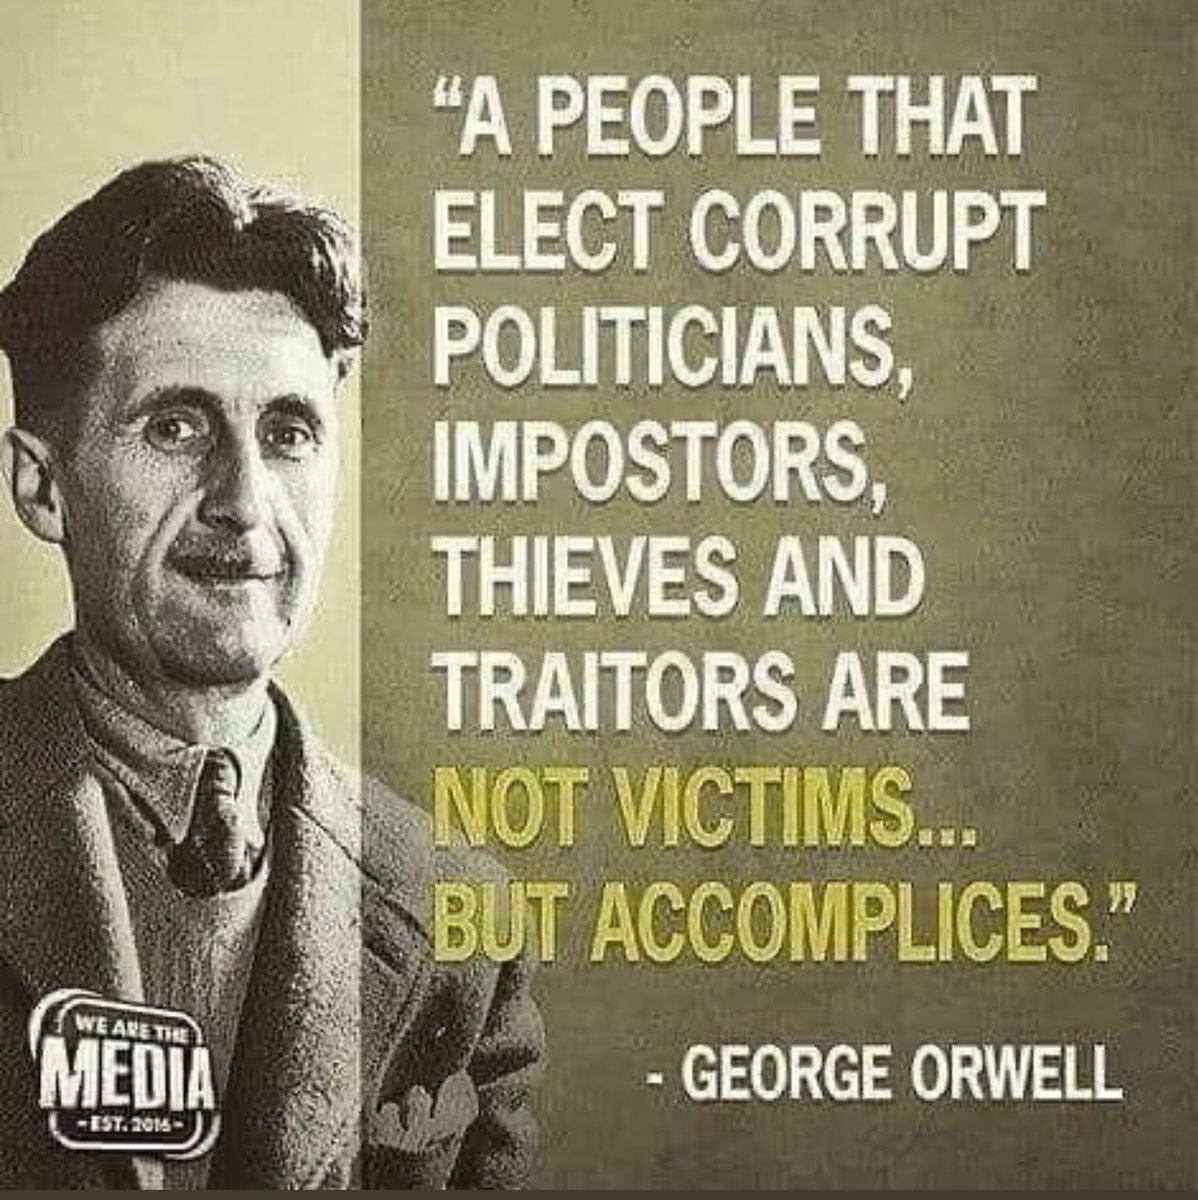 “A PEOPLE THAT
ELECT CORRUPT
POLITICIANS,
IMPOSTORS,
THIEVES AND
TRAITORS ARE
NOT VICTIMS...
BUT ACCOMPLICES.”
- GEORGE ORWELL
WE ARE THE
MEDIA
-EST. 2016-